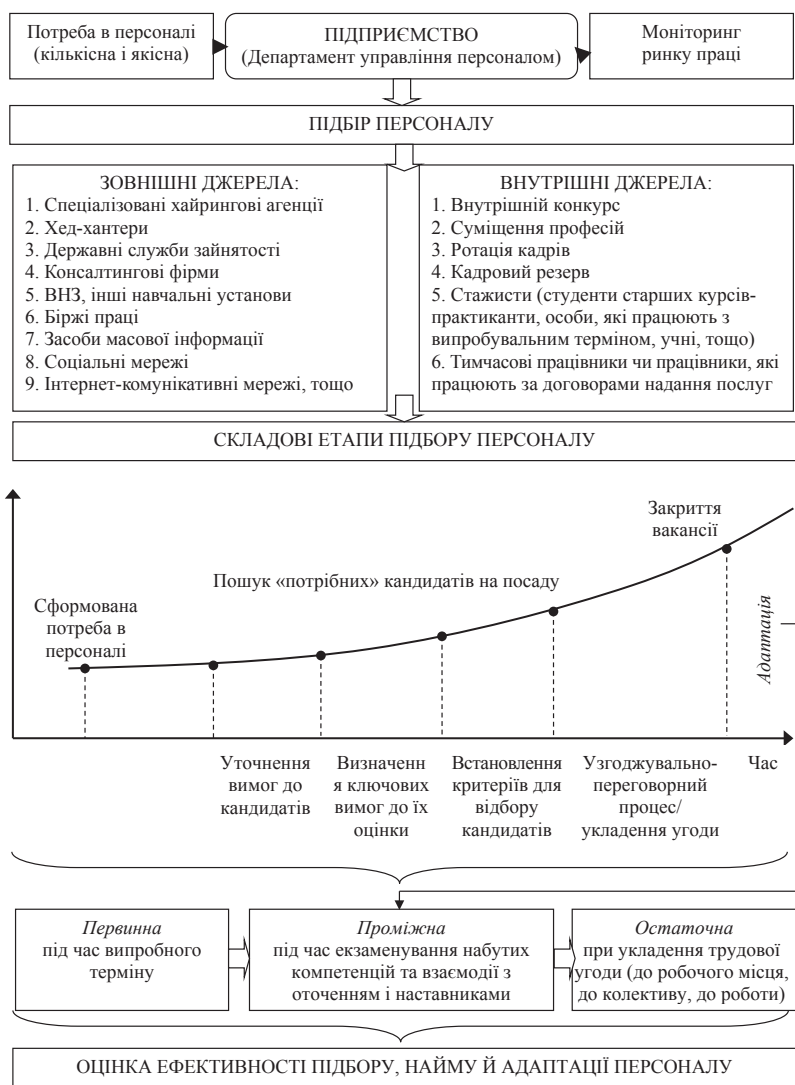 Потреба в персоналі
(кількісна і якісна)
ПІДПРИЄМСТВО
(Департамент управління персоналом)
Моніторинг
ринку праці
ПІДБІР ПЕРСОНАЛУ
ЗОВНІШНІ ДЖЕРЕЛА:
1. Спеціалізовані хайрингові агенції
2. Хед-хантери
3. Державні служби зайнятості
4. Консалтингові фірми
5. ВНЗ, інші навчальні установи
6. Біржі праці
7. Засоби масової інформації
8. Соціальні мережі
9. Інтернет-комунікативні мережі, тощо
ВНУТРІШНІ ДЖЕРЕЛА:
1. Внутрішній конкурс
2. Суміщення професій
3. Ротація кадрів
4. Кадровий резерв
5. Стажисти (студенти старших курсів-
практиканти, особи, які працюють з
випробувальним терміном, учні, тощо)
6. Тимчасові працівники чи працівники, які
працюють за договорами надання послуг
СКЛАДОВІ ЕТАПИ ПІДБОРУ ПЕРСОНАЛУ
Закриття
вакансії
Пошук «потрібних» кандидатів на посаду
Сформована
потреба в
персоналі
Адаптація
Уточнення
вимог до
кандидатів
Визначенн
я ключових
вимог до їх
оцінки
Встановлення
критеріїв для
відбору
кандидатів
Узгоджувально-
переговорний
процес/
укладення угоди
Час
Первинна
під час випробного
терміну
Проміжна
під час екзаменування набутих
компетенцій та взаємодії з
оточенням і наставниками
Остаточна
при укладення трудової
угоди (до робочого місця,
до колективу, до роботи)
ОЦІНКА ЕФЕКТИВНОСТІ ПІДБОРУ, НАЙМУ Й АДАПТАЦІЇ ПЕРСОНАЛУ